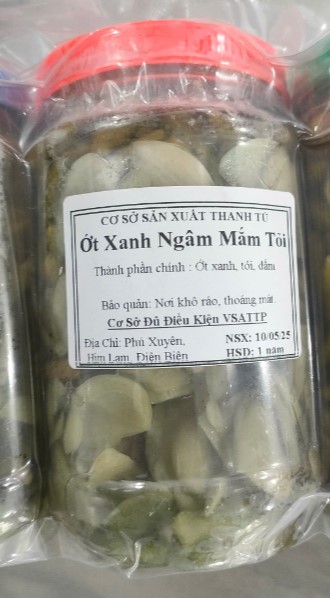 CƠ SỞ SẢN XUẤT THANH TÚ
Ớt Xanh Ngâm Mắm Tỏi
Thành phần chính : Ớt xanh, tỏi, dấm
Bảo quản: Nơi khô ráo, thoáng mát.
Cơ Sở Đủ Điều Kiện VSATTP
Địa Chỉ: Phú Xuyên, NSX: 10/05/25
Him Lam, Điện Biên HSD: 1 năm